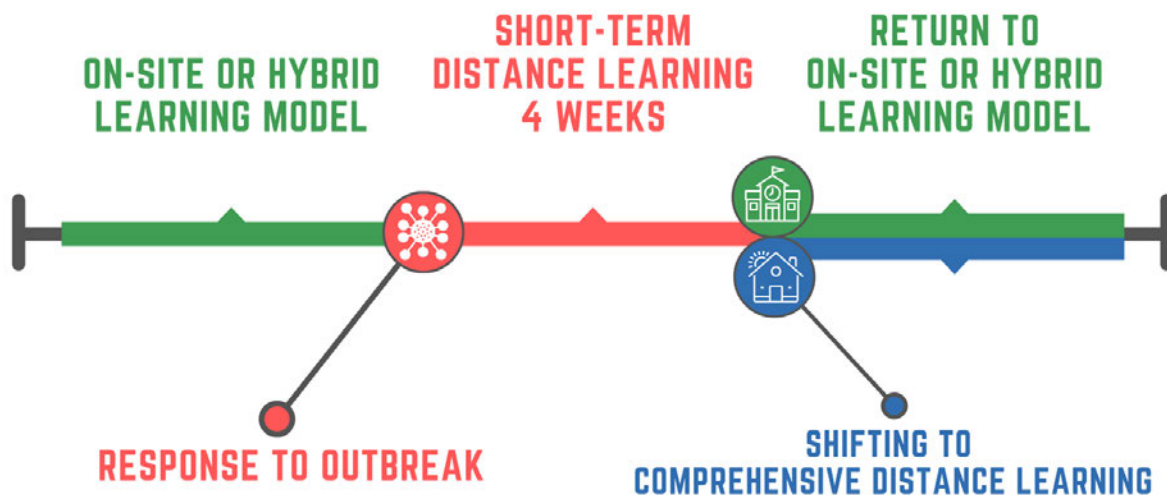 ON-SITE OR HYBRID
LEARNING MODEL
SHORT-TERM
DISTANCE LEARNING
4 WEEKS
RETURN TO
ON-SITE OR HYBRID
LEARNING MODEL
RESPONSE TO OUTBREAK
SHIFTING TO
COMPREHENSIVE DISTANCE LEARNING